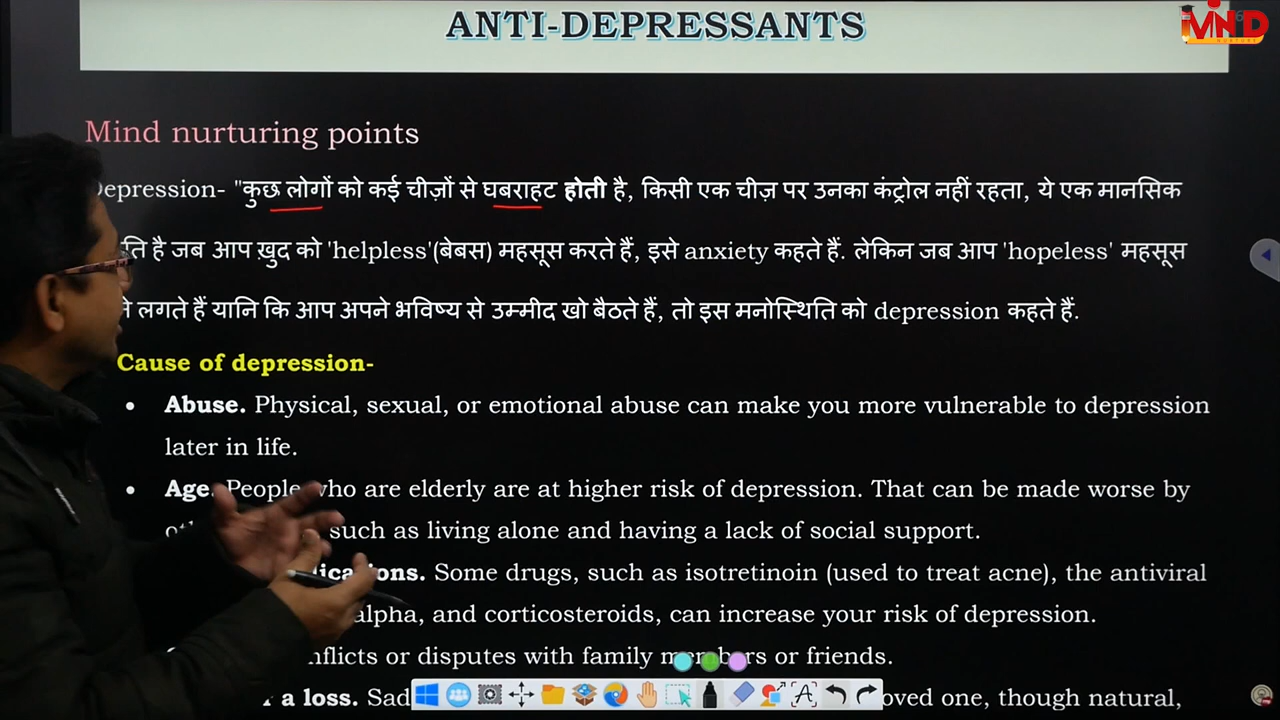 ANTI-DEPRESSANTS
MIND
Mind nurturing points
Depression- "कुछ लोगों को कई चीज़ों से घबराहट होती है, किसी एक चीज़ पर उनका कंट्रोल नहीं रहता, ये एक मानसिक
है जब आप ख़ुद को 'helpless'(बेबस) महसूस करते हैं, इसे anxiety कहते हैं. लेकिन जब आप 'hopeless' महसूस
लगते हैं यानि कि आप अपने भविष्य से उम्मीद खो बैठते हैं, तो इस मनोस्थिति को depression कहते हैं.
Cause of depression-
• Abuse. Physical, sexual, or emotional abuse can make you more vulnerable to depression
later in life.
• Age. People who are elderly are at higher risk of depression. That can be made worse by
such as living alone and having a lack of social support.
Some drugs, such as isotretinoin (used to treat acne), the antiviral
alpha, and corticosteroids, can increase your risk of depression.
or disputes with family members or friends.
a loss. oved one, though natural,